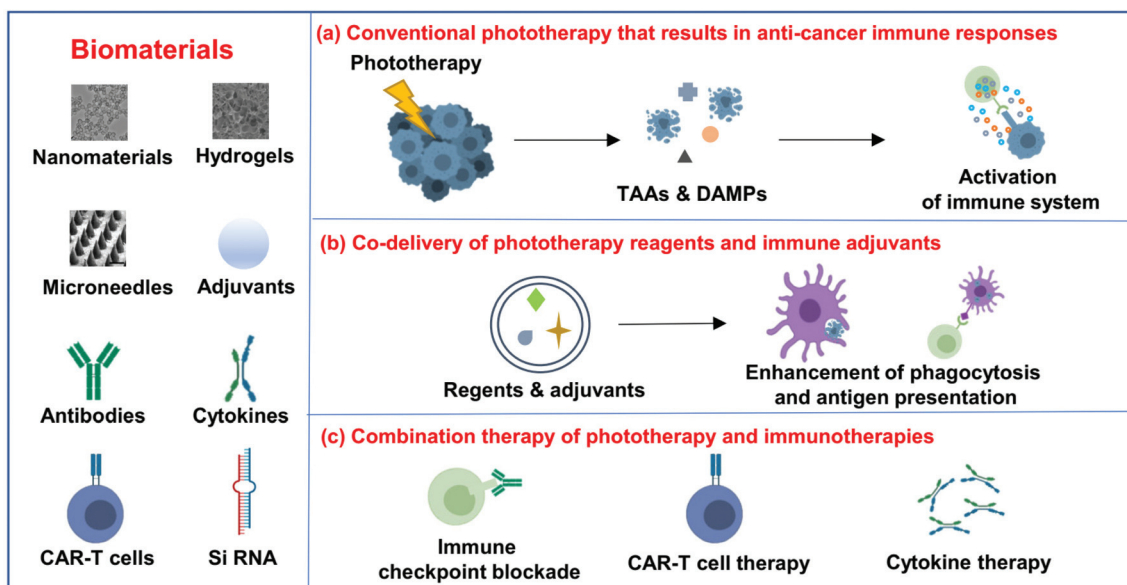 Biomaterials
Nanomaterials
Hydrogels
Microneedles
Adjuvants
Antibodies
Cytokines
CAR-T cells
Si RNA
(a) Conventional phototherapy that results in anti-cancer immune responses
Phototherapy
TAAs & DAMPs
Activation
of immune system
(b) Co-delivery of phototherapy reagents and immune adjuvants
Regents & adjuvants
Enhancement of phagocytosis
and antigen presentation
(c) Combination therapy of phototherapy and immunotherapies
Immune
checkpoint blockade
CAR-T cell therapy
Cytokine therapy